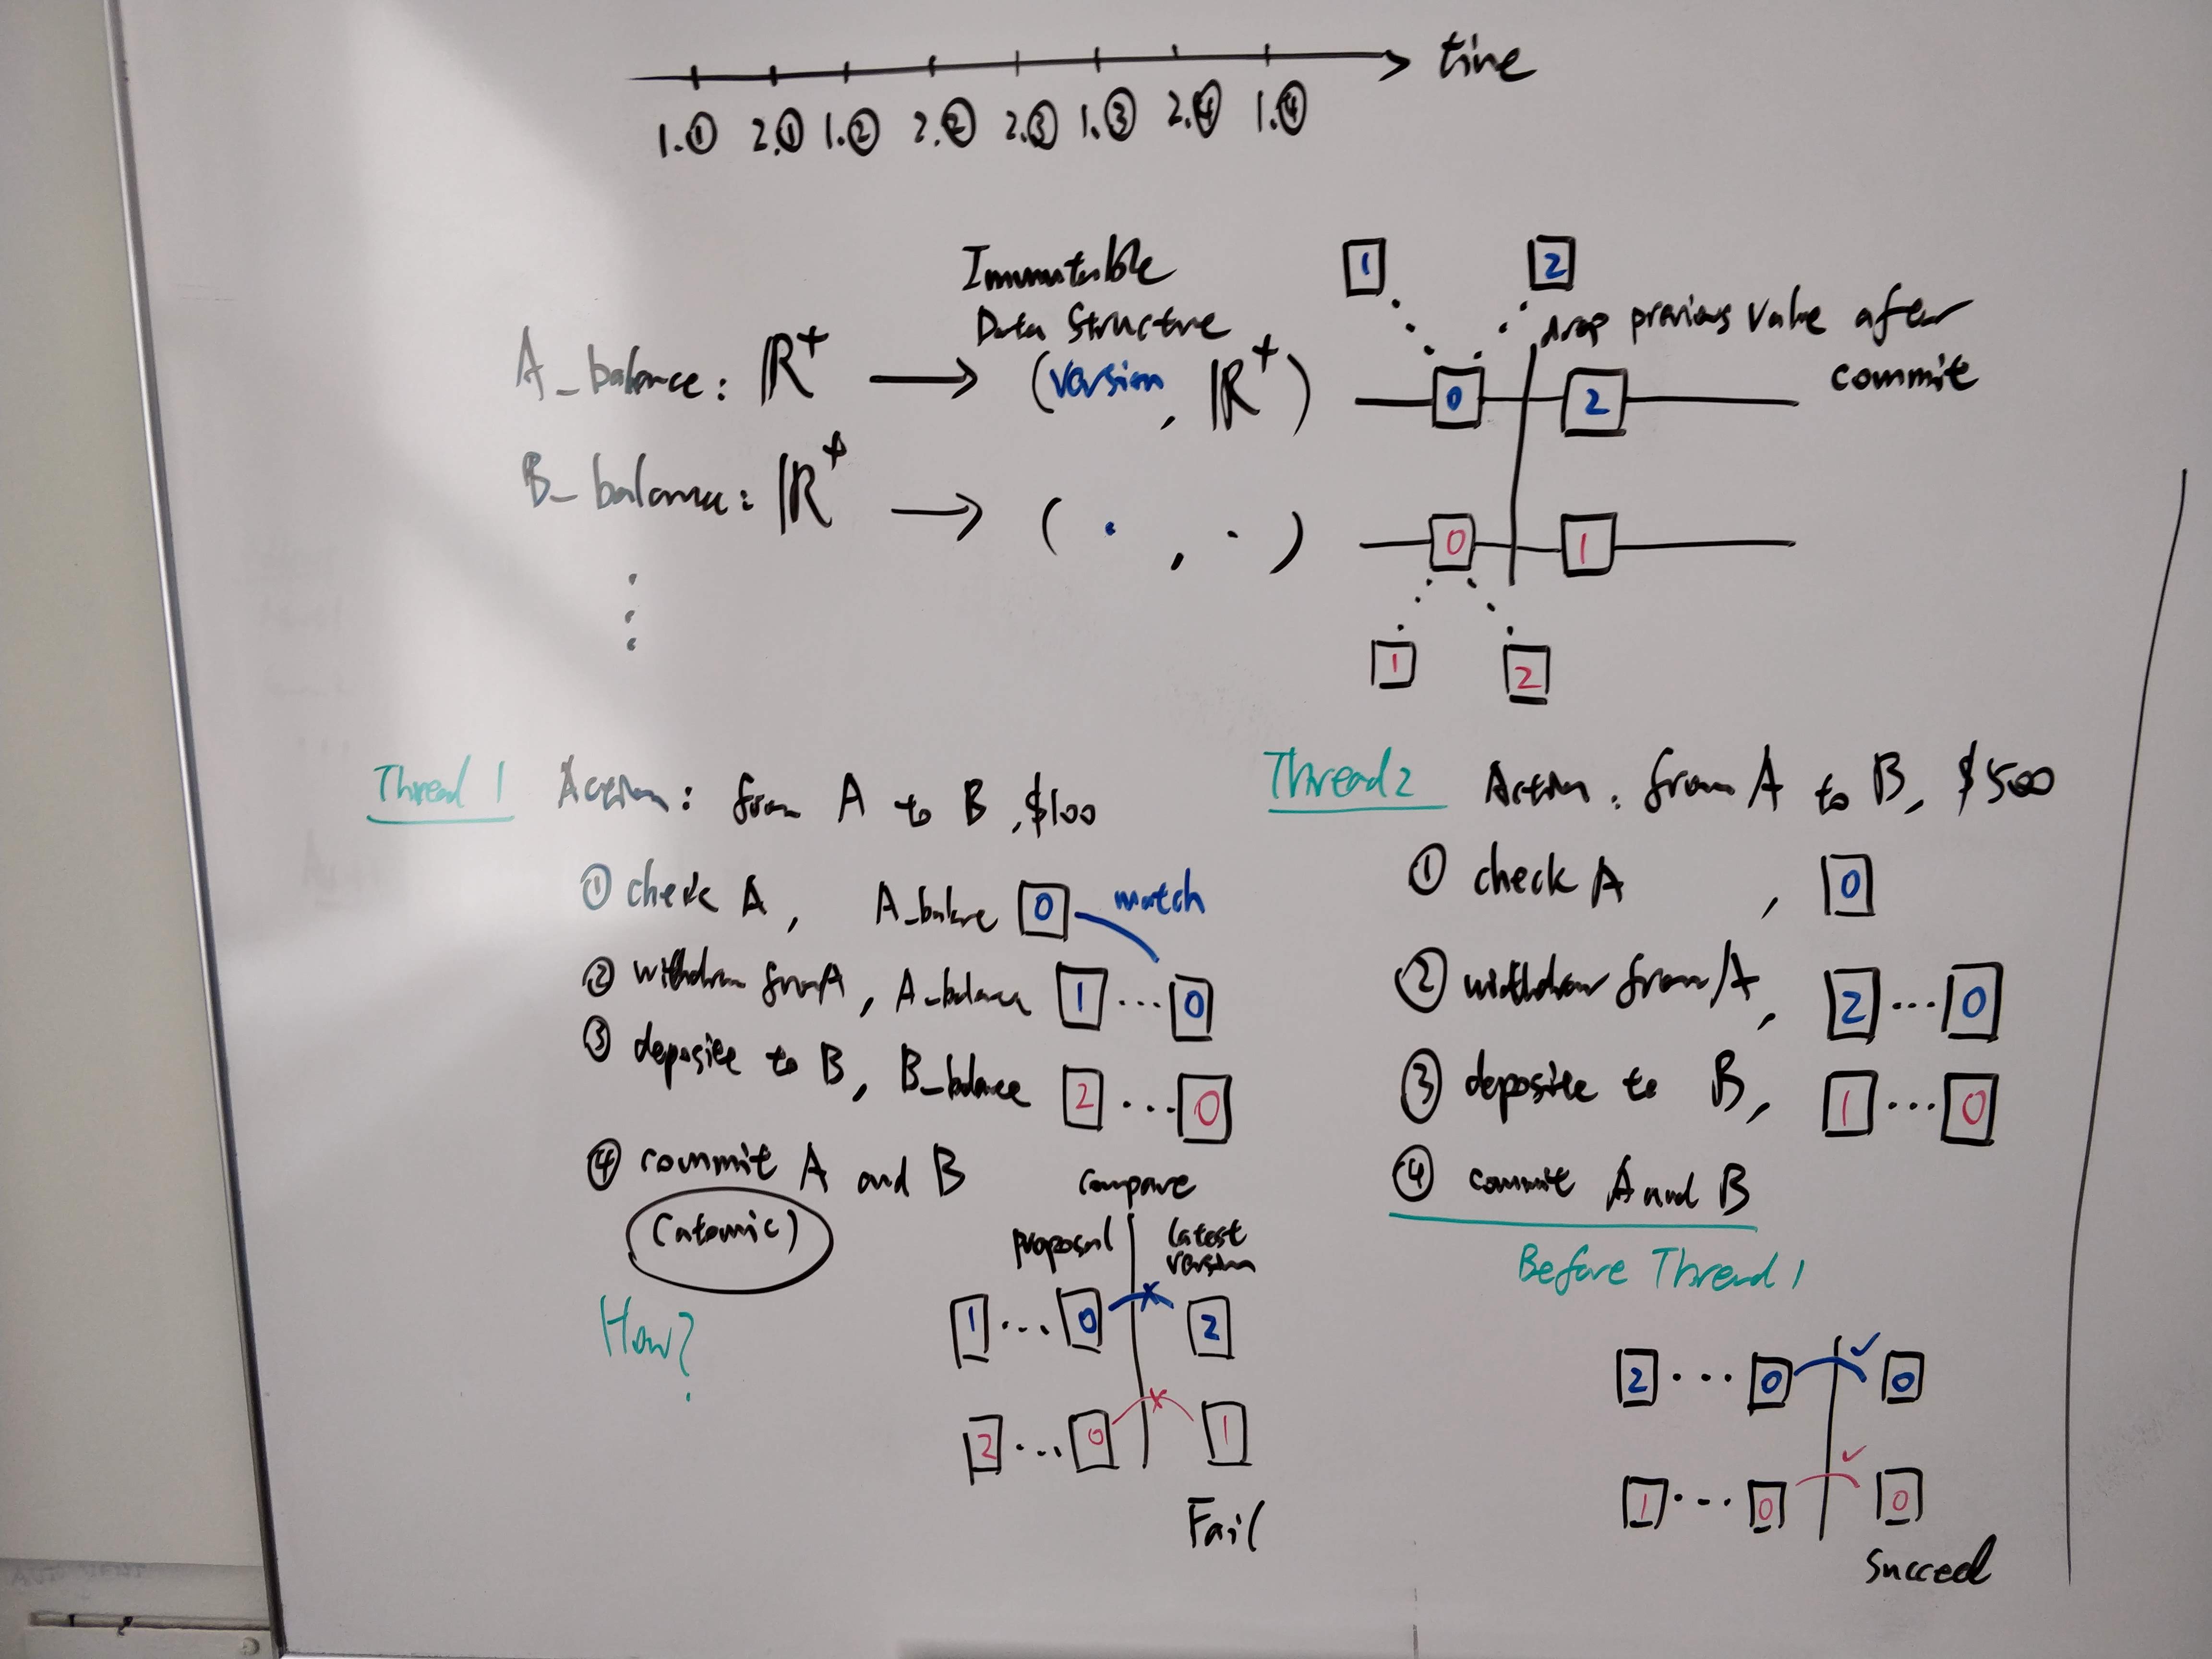 time
1.① 2.① 1.② 2.② 2.③ 1.③ 2.④ 1.④
Immutable
Data Structure
1 2
drop previous value after
commit
A_balance: ℝ⁺ → (version, ℝ⁺)
0 2
B_balance: ℝ⁺ → ( · , · )
0 1
1 2
Thread 1 Action: from A to B, $100
① check A, A_balance 0 match
② withdraw from A, A_balance 1 ... 0
③ deposite to B, B_balance 2 ... 0
④ commit A and B
(atomic)
How?
compare
proposal latest
version
1 ... 0 × 2
2 ... 0 × 1
Fail
Thread 2 Action: from A to B, $500
① check A , 0
② withdraw from A, 2 ... 0
③ deposite to B, 1 ... 0
④ commit A and B
Before Thread 1
2 ... 0 ✓ 0
1 ... 0 ✓ 0
Succeed